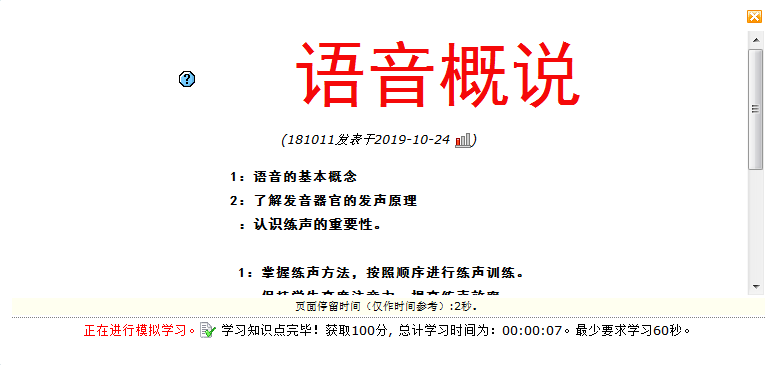 语音概说
(181011发表于2019-10-24)
1：语音的基本概念
2：了解发音器官的发声原理
：认识练声的重要性。
1：掌握练声方法，按照顺序进行练声训练。
页面停留时间（仅作时间参考）:2秒。
正在进行模拟学习。学习知识点完毕！获取100分, 总计学习时间为：00:00:07。最少要求学习60秒。